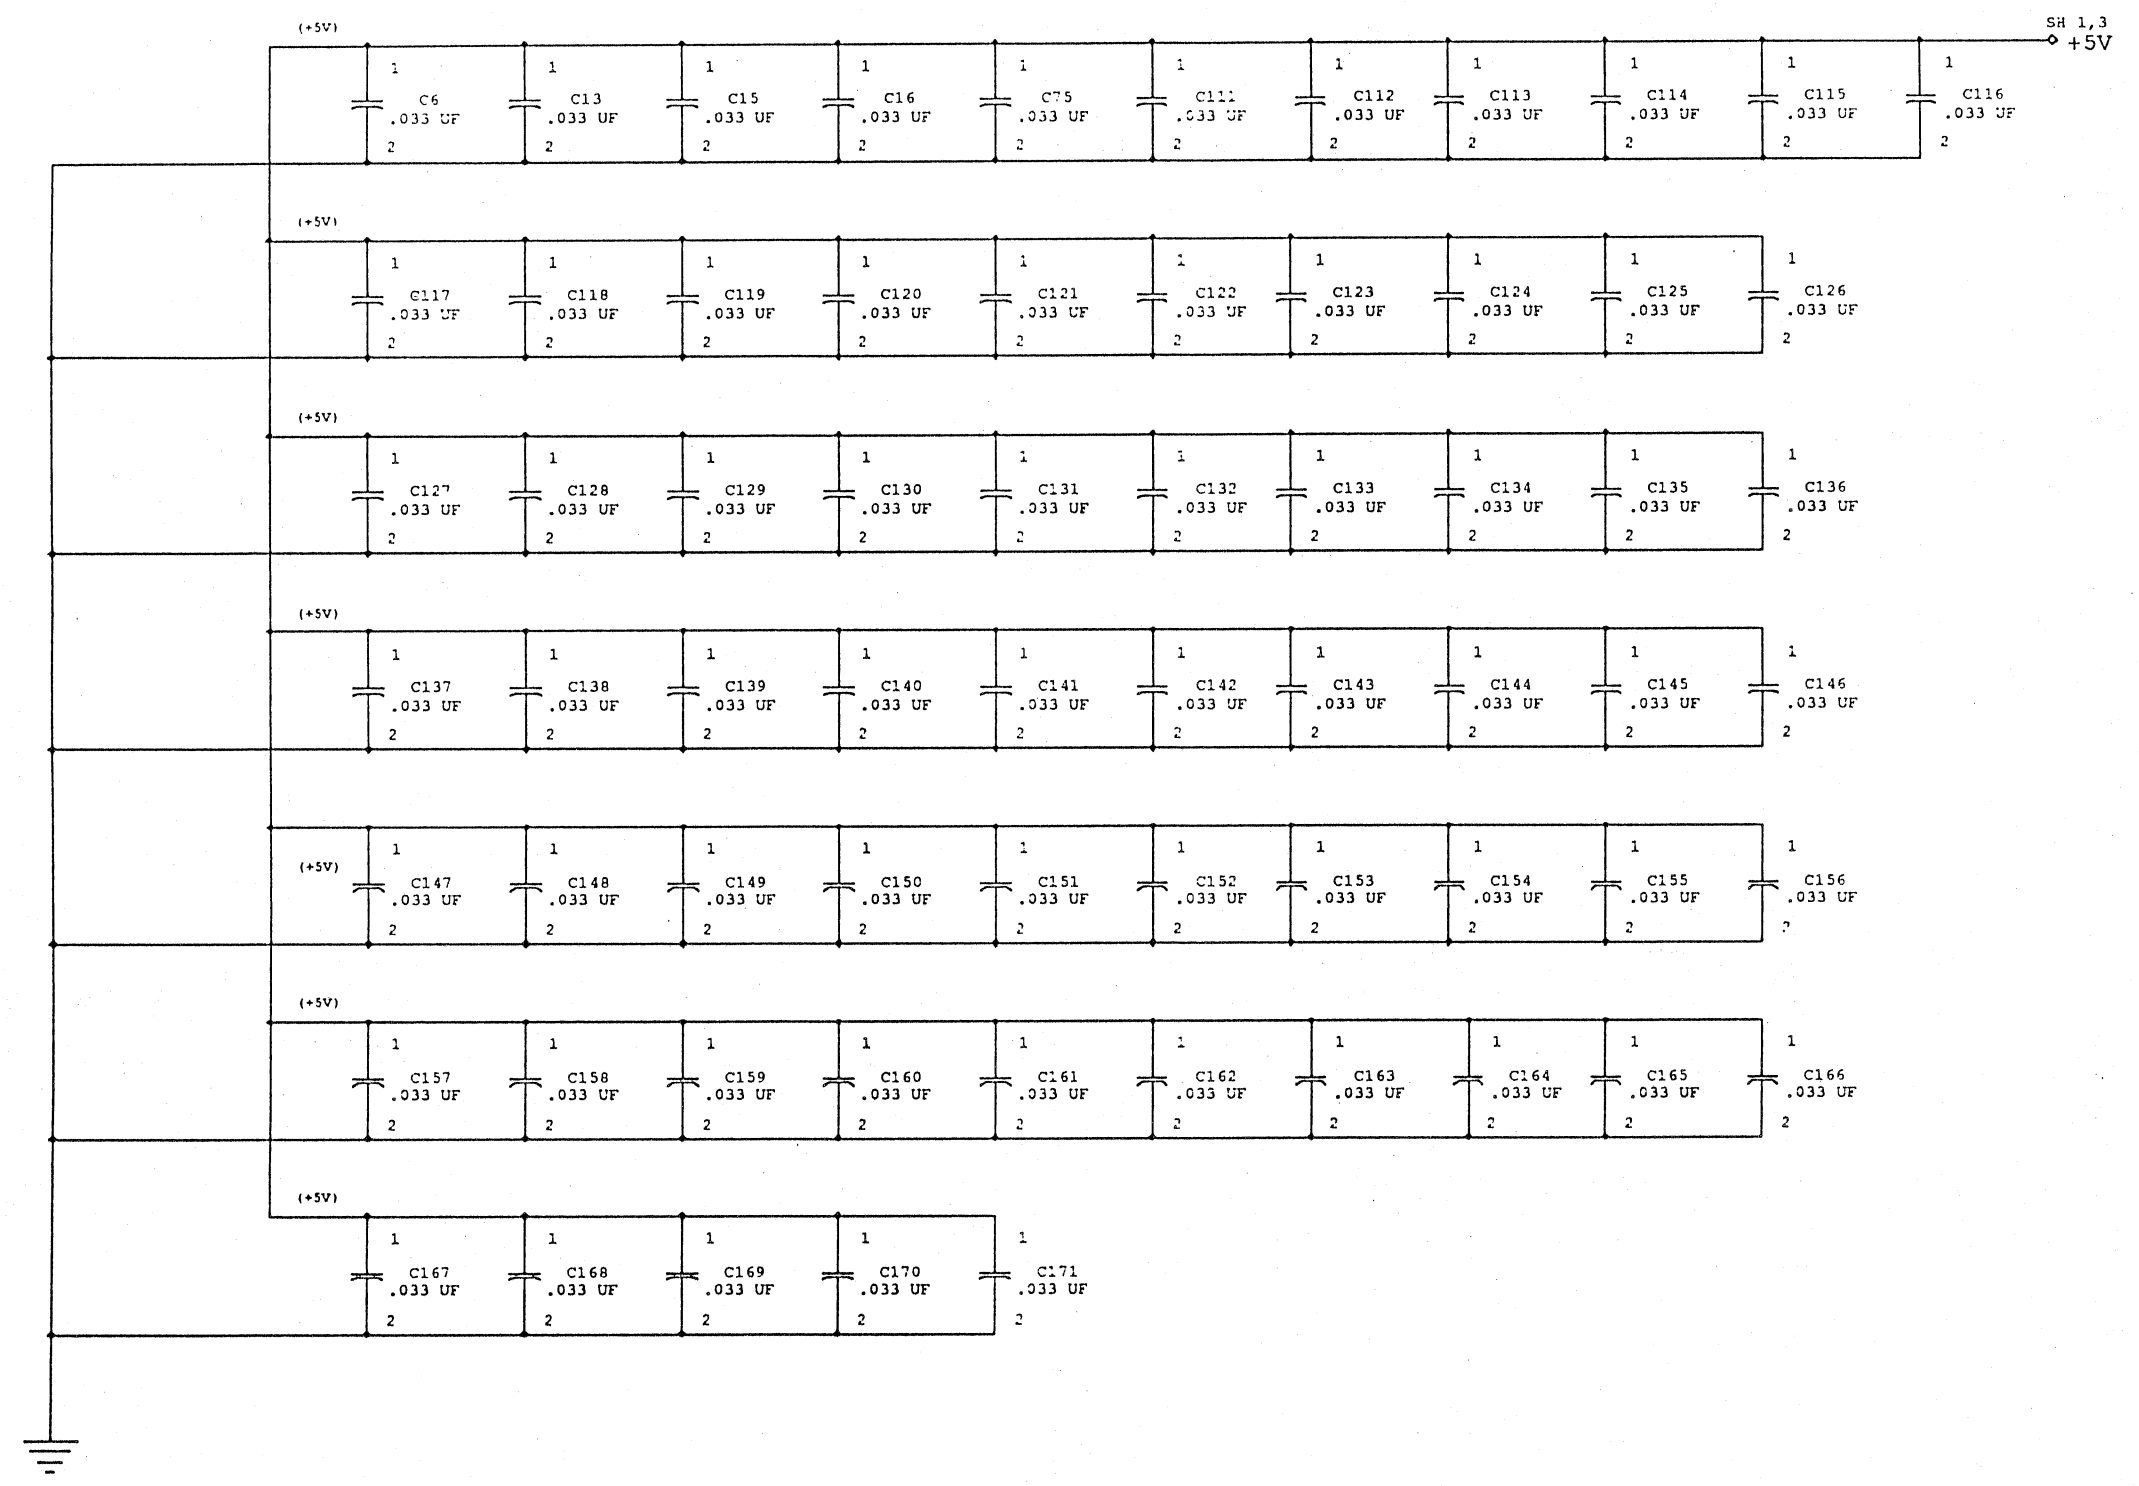 SH 1,3
(+5V)
+5V
1 1 1 1 1 1 1 1 1 1 1
C6 C13 C15 C16 C75 C111 C112 C113 C114 C115 C116
.033 UF .033 UF .033 UF .033 UF .033 UF .033 UF .033 UF .033 UF .033 UF .033 UF .033 UF
2 2 2 2 2 2 2 2 2 2 2
(+5V)
1 1 1 1 1 1 1 1 1 1
C117 C118 C119 C120 C121 C122 C123 C124 C125 C126
.033 UF .033 UF .033 UF .033 UF .033 UF .033 UF .033 UF .033 UF .033 UF .033 UF
2 2 2 2 2 2 2 2 2 2
(+5V)
1 1 1 1 1 1 1 1 1 1
C127 C128 C129 C130 C131 C132 C133 C134 C135 C136
.033 UF .033 UF .033 UF .033 UF .033 UF .033 UF .033 UF .033 UF .033 UF .033 UF
2 2 2 2 2 2 2 2 2 2
(+5V)
1 1 1 1 1 1 1 1 1 1
C137 C138 C139 C140 C141 C142 C143 C144 C145 C146
.033 UF .033 UF .033 UF .033 UF .033 UF .033 UF .033 UF .033 UF .033 UF .033 UF
2 2 2 2 2 2 2 2 2 2
1 1 1 1 1 1 1 1 1 1
(+5V)
C147 C148 C149 C150 C151 C152 C153 C154 C155 C156
.033 UF .033 UF .033 UF .033 UF .033 UF .033 UF .033 UF .033 UF .033 UF .033 UF
2 2 2 2 2 2 2 2 2 2
(+5V)
1 1 1 1 1 1 1 1 1 1
C157 C158 C159 C160 C161 C162 C163 C164 C165 C166
.033 UF .033 UF .033 UF .033 UF .033 UF .033 UF .033 UF .033 UF .033 UF .033 UF
2 2 2 2 2 2 2 2 2 2
(+5V)
1 1 1 1 1
C167 C168 C169 C170 C171
.033 UF .033 UF .033 UF .033 UF .033 UF
2 2 2 2 2